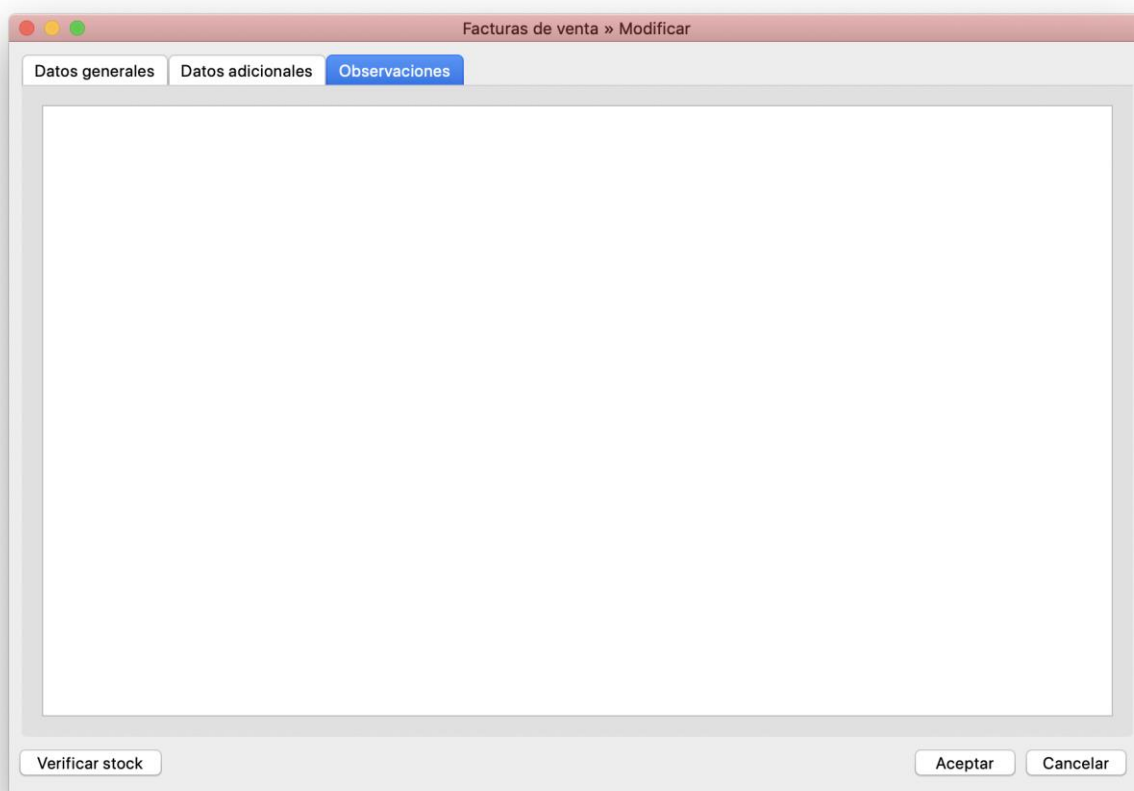 Facturas de venta » Modificar
Datos generales Datos adicionales Observaciones
Verificar stock Aceptar Cancelar